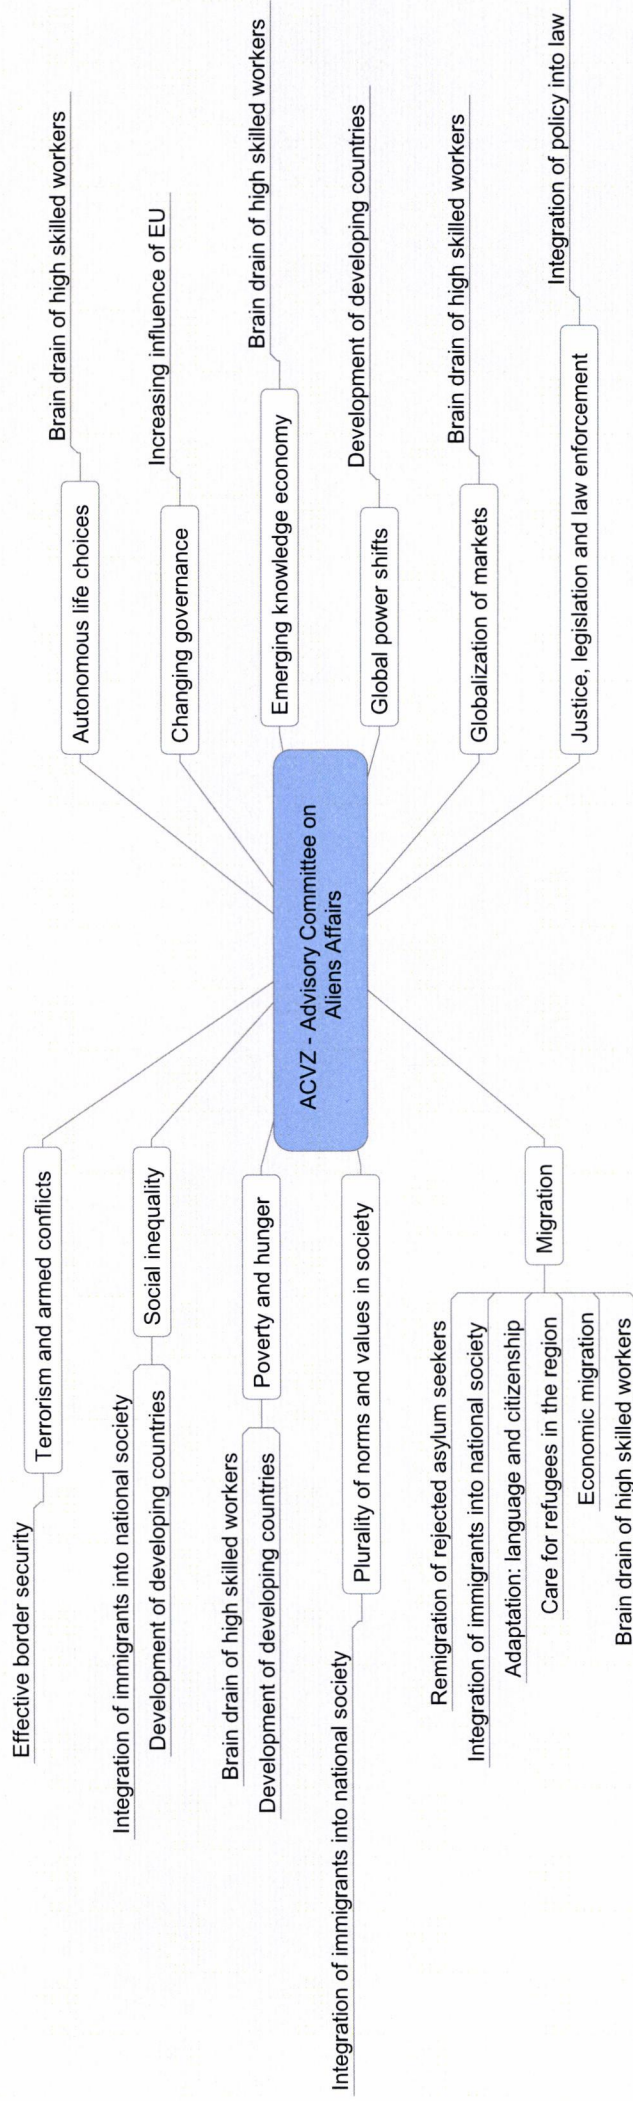 ACVZ - Advisory Committee on
Aliens Affairs
Autonomous life choices
Brain drain of high skilled workers
Changing governance
Increasing influence of EU
Emerging knowledge economy
Brain drain of high skilled workers
Global power shifts
Development of developing countries
Globalization of markets
Brain drain of high skilled workers
Justice, legislation and law enforcement
Integration of policy into law
Terrorism and armed conflicts
Effective border security
Social inequality
Integration of immigrants into national society
Development of developing countries
Poverty and hunger
Brain drain of high skilled workers
Development of developing countries
Plurality of norms and values in society
Integration of immigrants into national society
Migration
Remigration of rejected asylum seekers
Integration of immigrants into national society
Adaptation: language and citizenship
Care for refugees in the region
Economic migration
Brain drain of high skilled workers